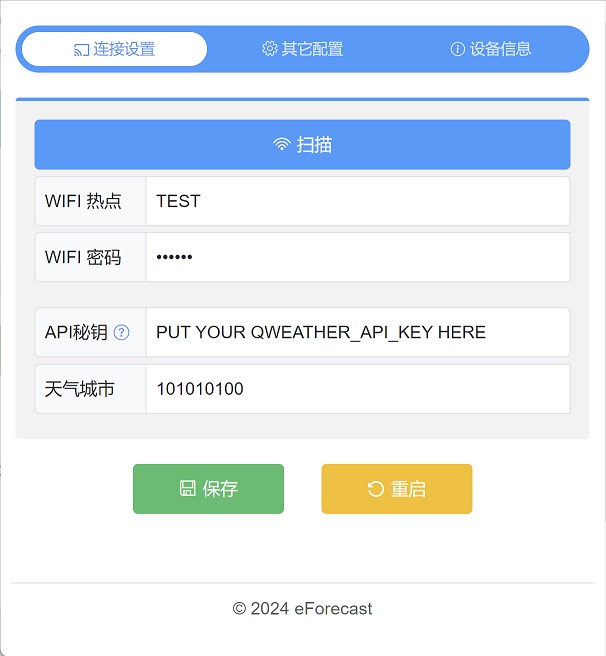 连接设置 其它配置 设备信息
扫描
WIFI 热点 TEST
WIFI 密码 ••••••
API秘钥 ? PUT YOUR QWEATHER_API_KEY HERE
天气城市 101010100
保存 重启
© 2024 eForecast